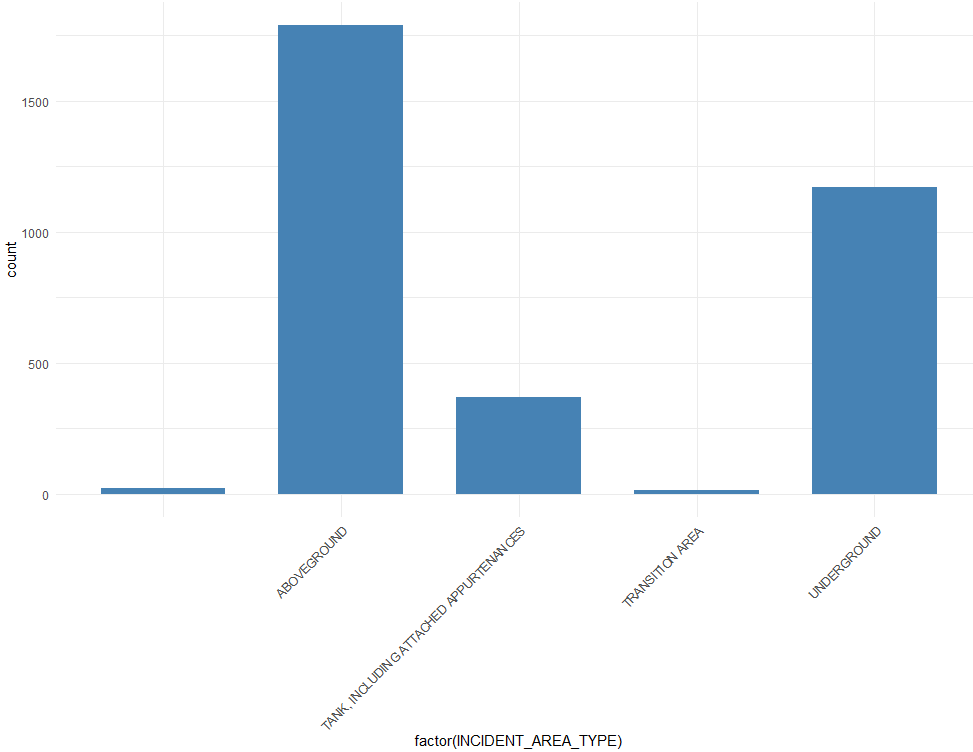 1500
1000
500
0
count
ABOVEGROUND
TANK, INCLUDING ATTACHED APPURTENANCES
TRANSITION AREA
UNDERGROUND
factor(INCIDENT_AREA_TYPE)